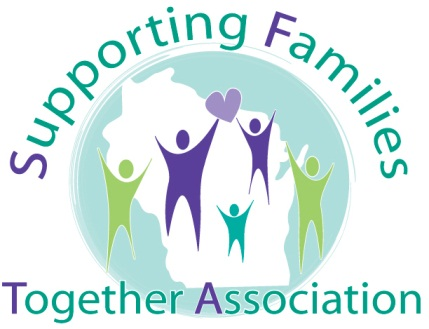 Supporting Families
Together Association